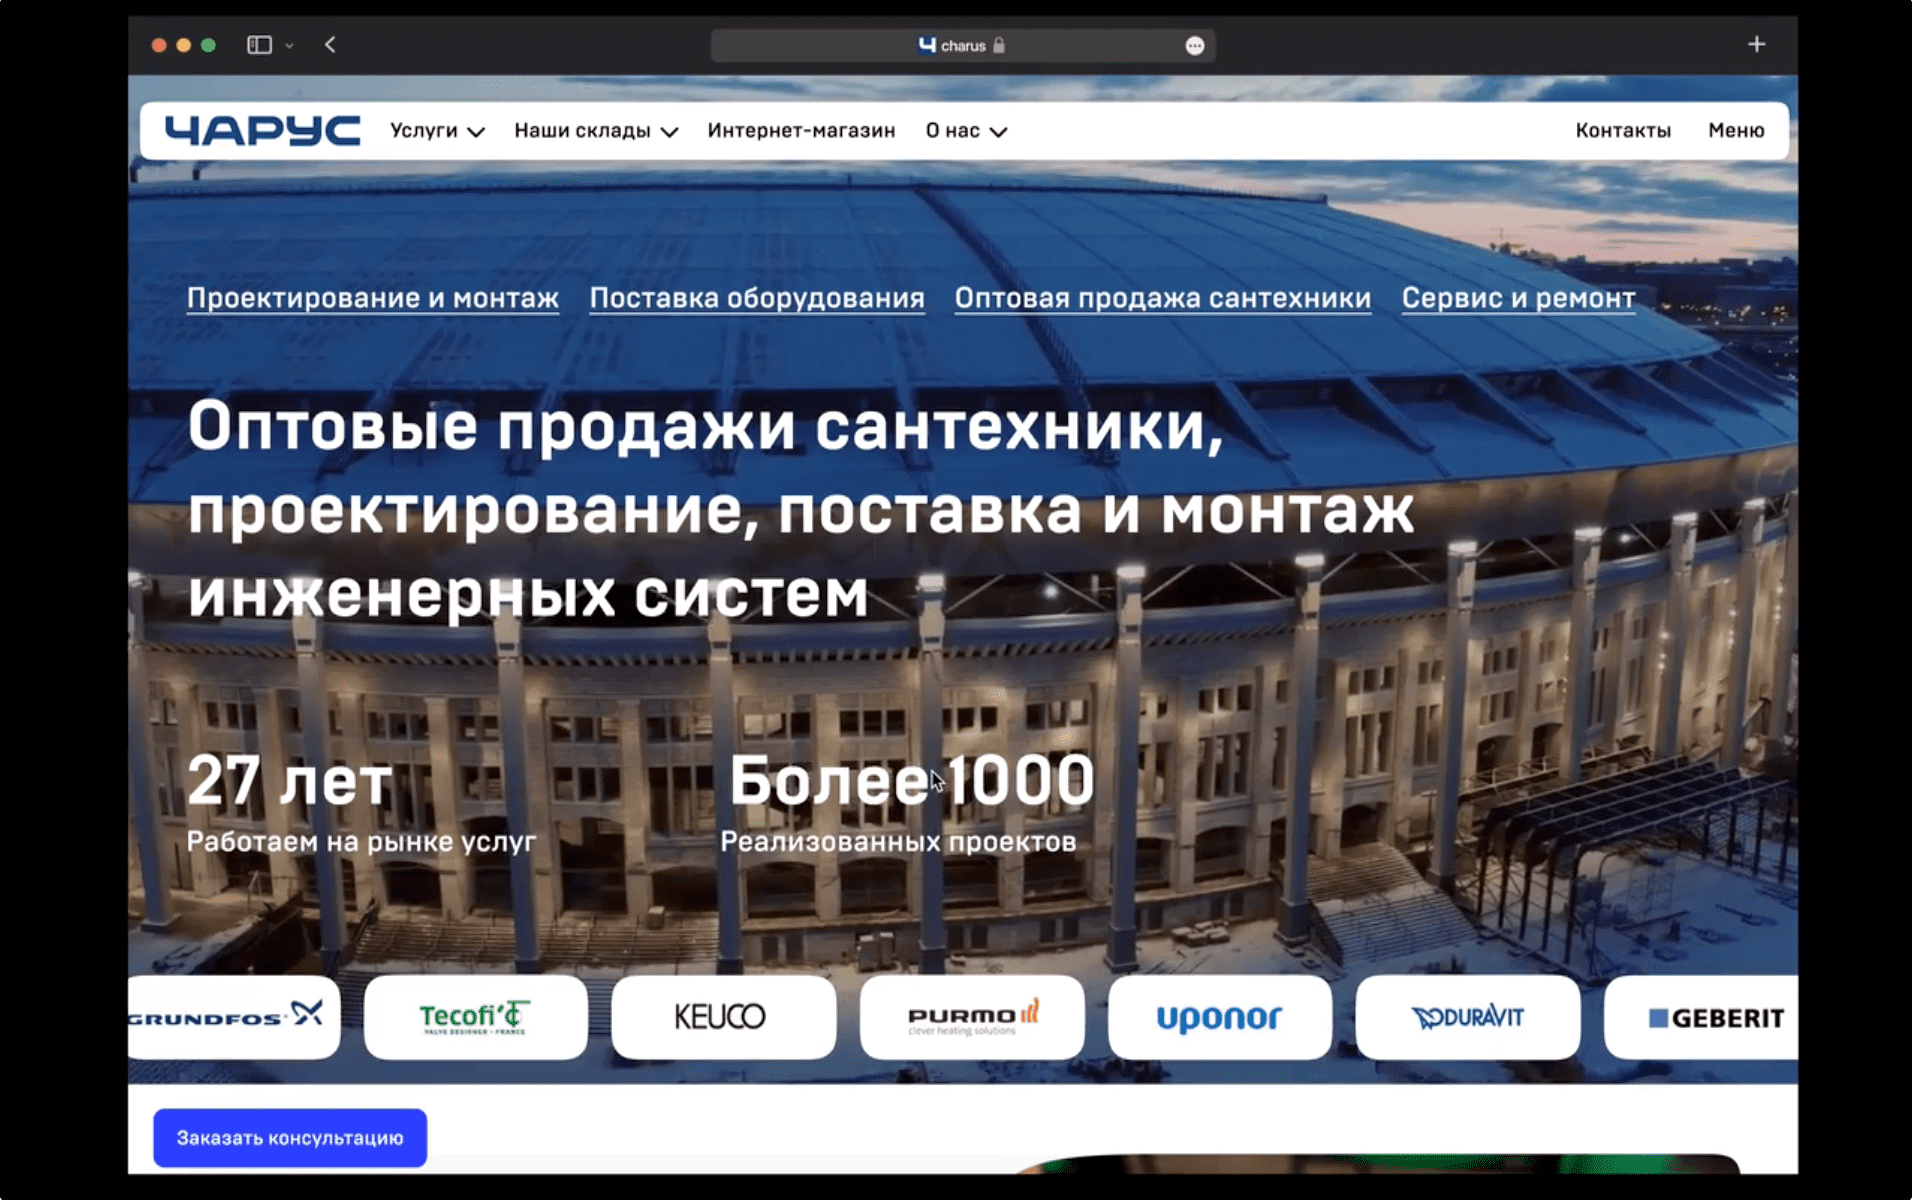 charus
ЧАРУС Услуги Наши склады Интернет-магазин О нас Контакты Меню
Проектирование и монтаж Поставка оборудования Оптовая продажа сантехники Сервис и ремонт
Оптовые продажи сантехники,
проектирование, поставка и монтаж
инженерных систем
27 лет Более 1000
Работаем на рынке услуг Реализованных проектов
GRUNDFOS Tecofi KEUCO PURMO uponor DURAVIT GEBERIT
VALVE DESIGNER - FRANCE clever heating solutions
Заказать консультацию